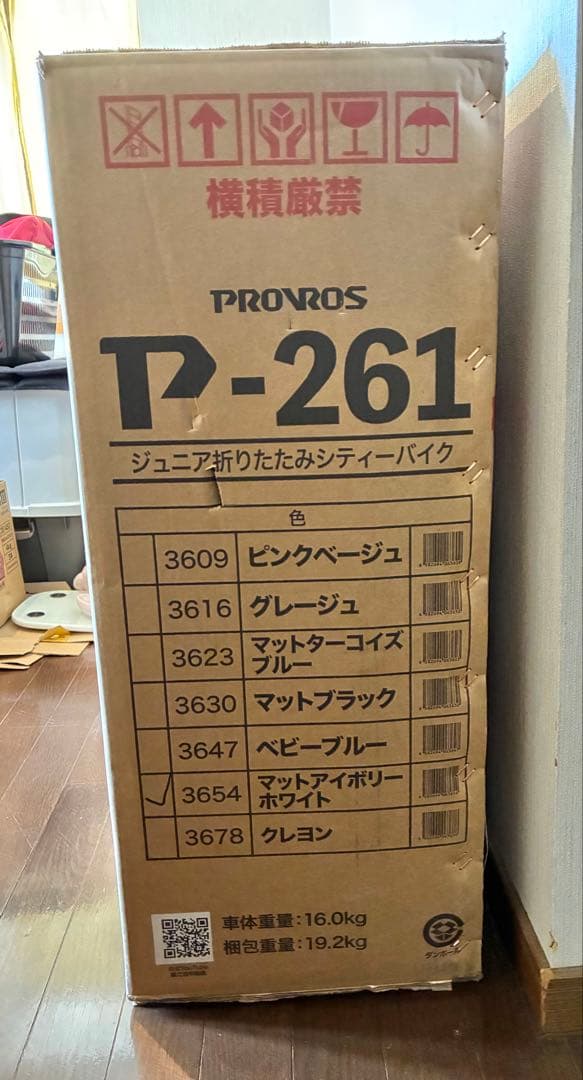 横積厳禁
PROVROS
P-261
ジュニア折りたたみシティーバイク
色
3609 ピンクベージュ
3616 グレージュ
3623 マットターコイズ
ブルー
3630 マットブラック
3647 ベビーブルー
3654 マットアイボリー
ホワイト
3678 クレヨン
車体重量:16.0kg
梱包重量:19.2kg
ダンボール